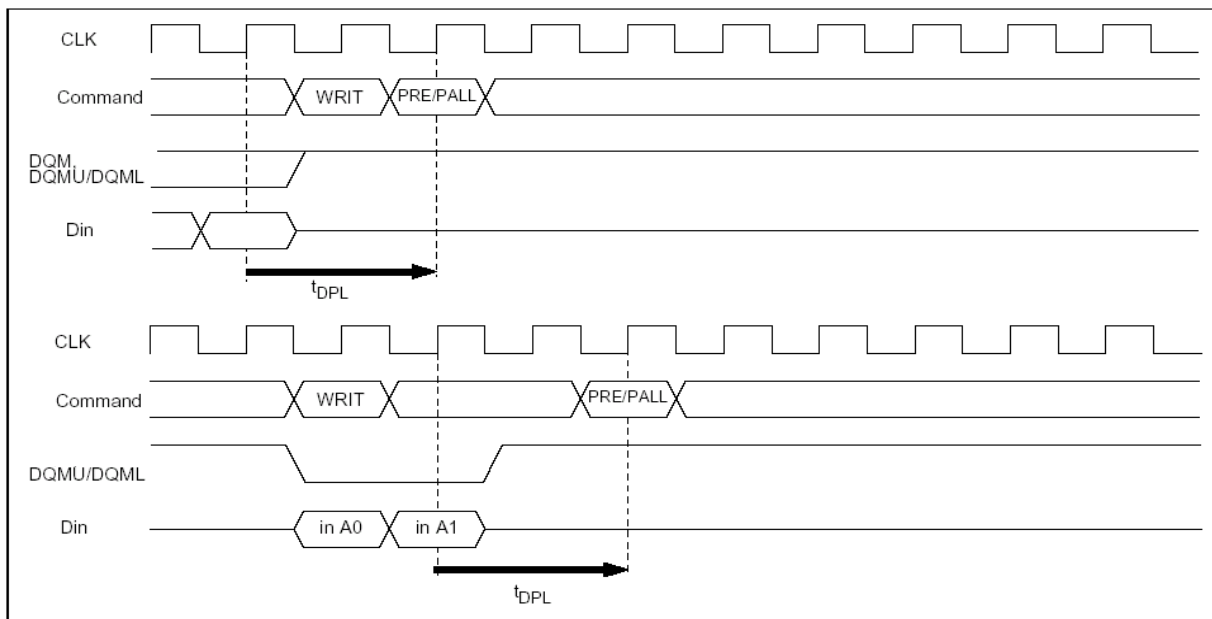 CLK
Command WRIT PRE/PALL
DQM,
DQMU/DQML
Din
tDPL
CLK
Command WRIT PRE/PALL
DQMU/DQML
Din in A0 in A1
tDPL